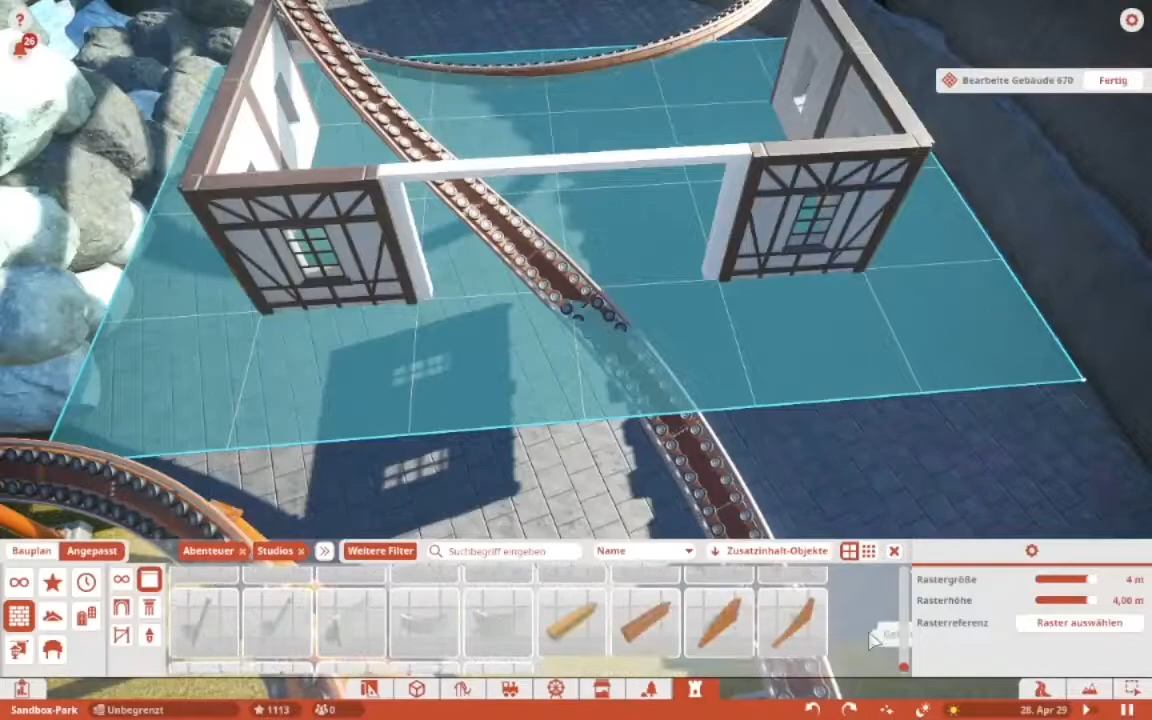 ?
26
Bearbeite Gebäude 670 Fertig
Bauplan Angepasst Abenteuer Studios Weitere Filter Suchbegriff eingeben Name Zusatzinhalt-Objekte
Rastergröße 4 m
Rasterhöhe 4,00 m
Rasterreferenz Raster auswählen
Sandbox-Park Unbegrenzt 1113 0 28. Apr 29